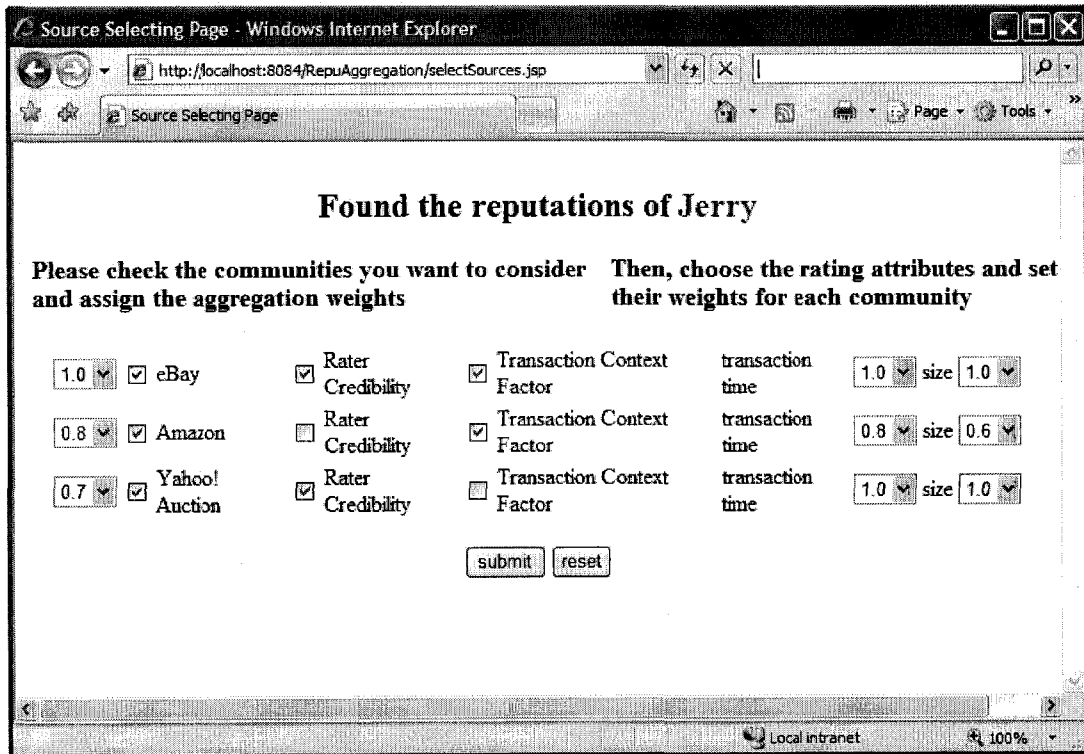 Source Selecting Page - Windows Internet Explorer
http://localhost:8084/RepuAggregation/selectSources.jsp
Source Selecting Page
Page
Tools
Found the reputations of Jerry
Please check the communities you want to consider
and assign the aggregation weights
Then, choose the rating attributes and set
their weights for each community
1.0 eBay Rater Credibility Transaction Context Factor transaction time 1.0 size 1.0
0.8 Amazon Rater Credibility Transaction Context Factor transaction time 0.8 size 0.6
0.7 Yahoo! Auction Rater Credibility Transaction Context Factor transaction time 1.0 size 1.0
submit reset
Local intranet
100%